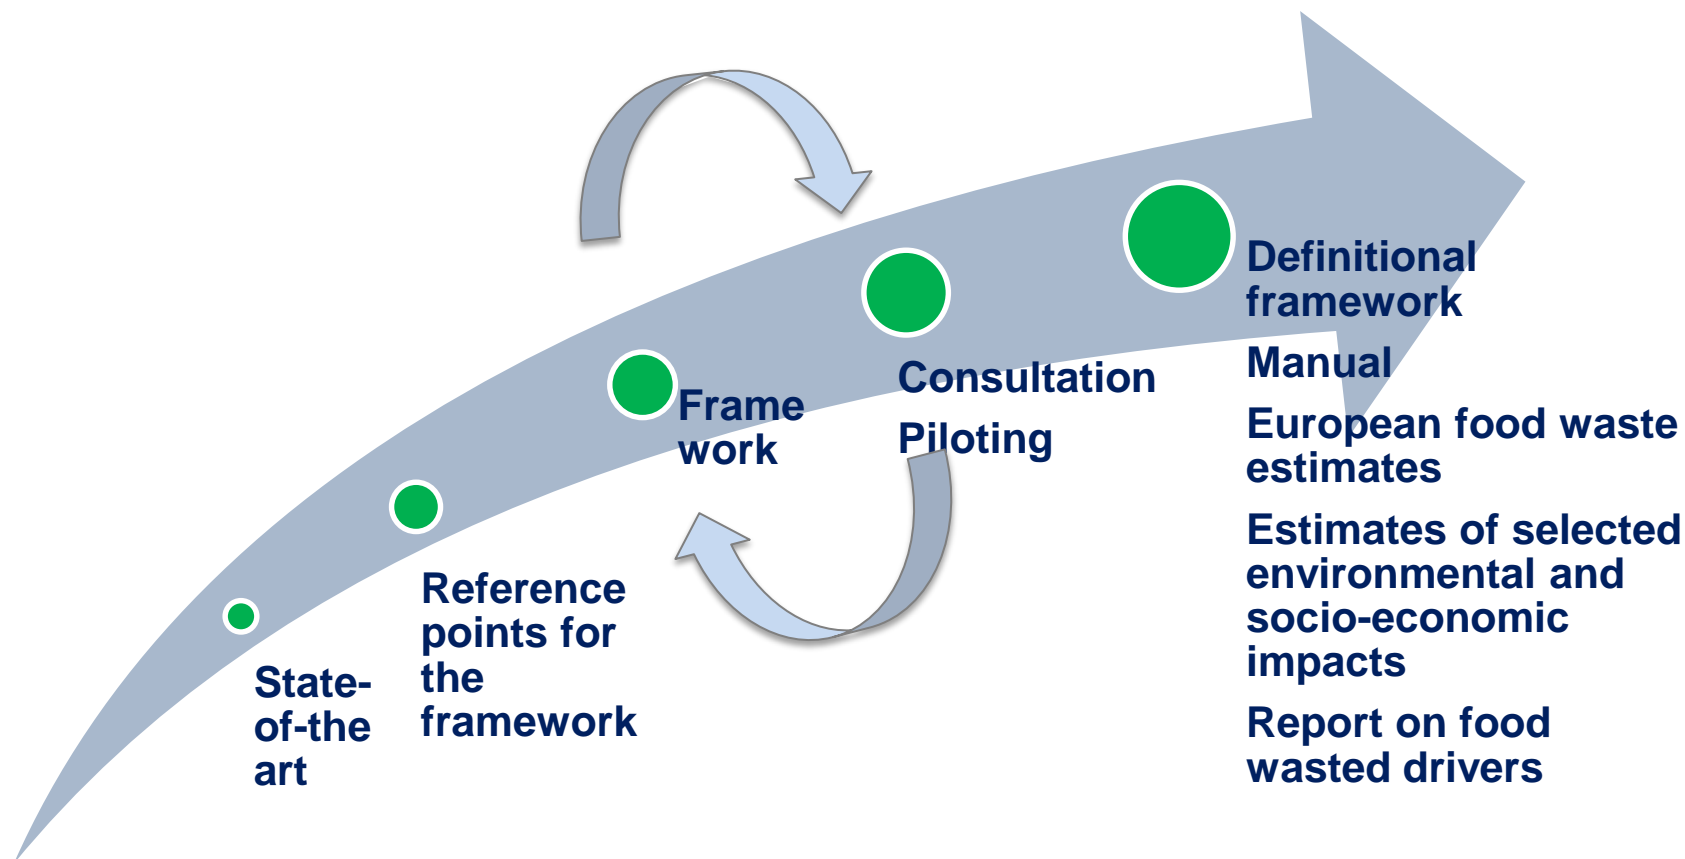 State-
of-the
art
Reference
points for
the
framework
Frame
work
Consultation
Piloting
Definitional
framework
Manual
European food waste
estimates
Estimates of selected
environmental and
socio-economic
impacts
Report on food
wasted drivers